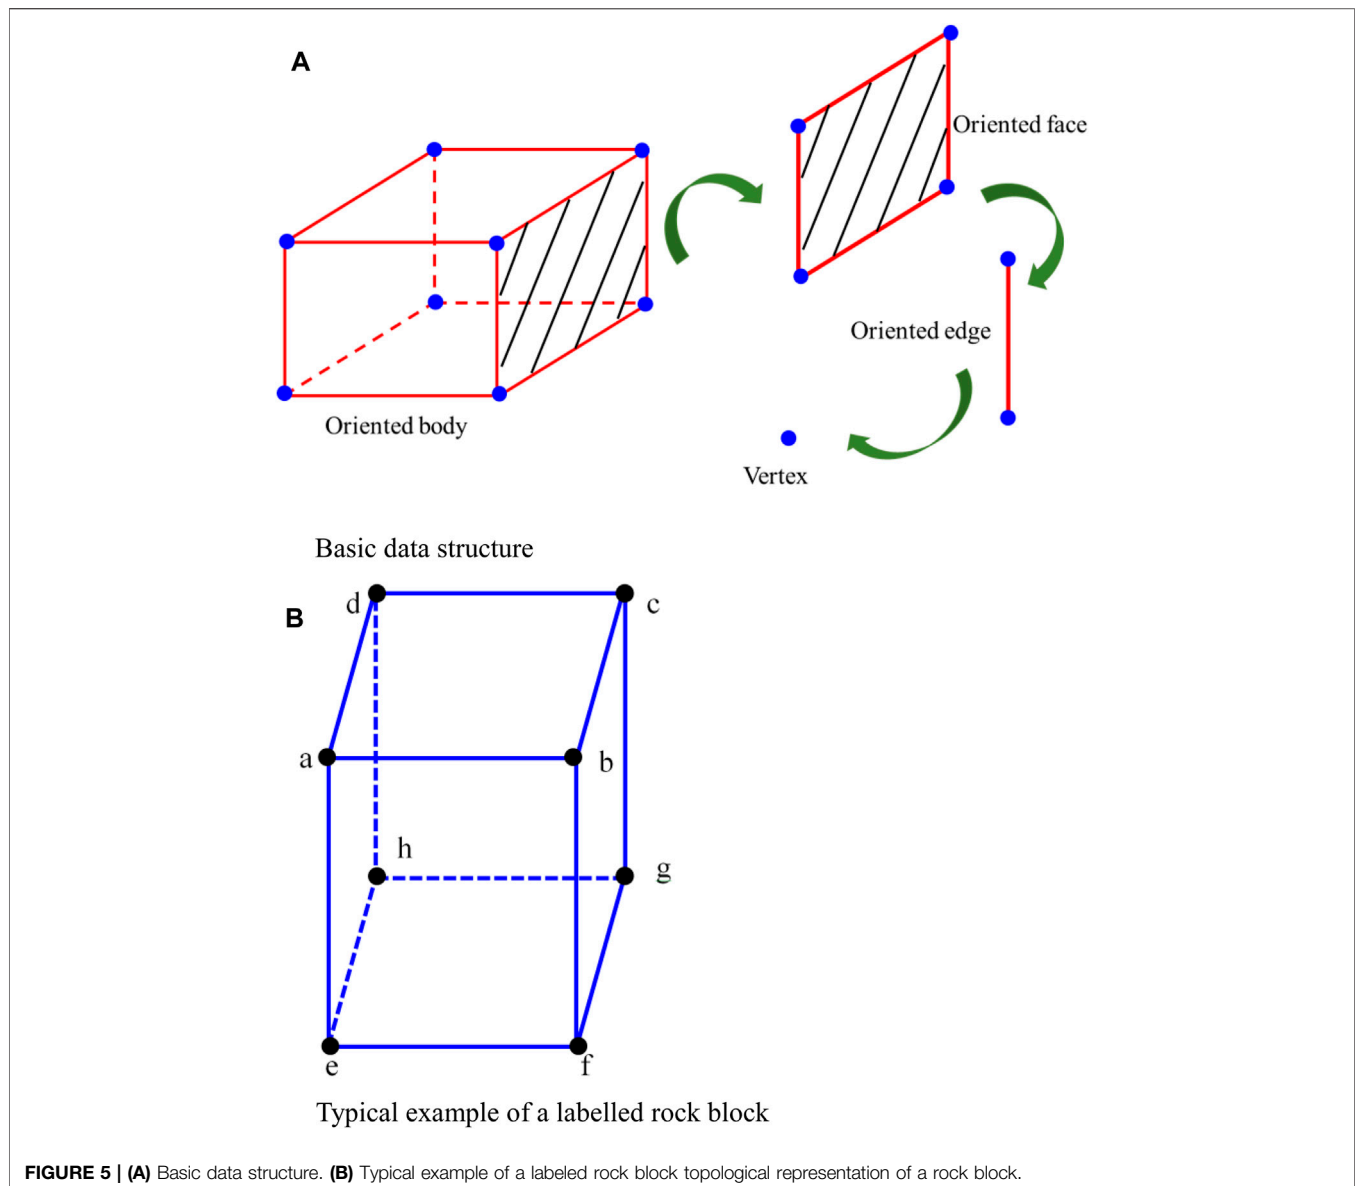 A
Oriented face
Oriented edge
Oriented body
Vertex
Basic data structure
B
d
c
a
b
h
g
e
f
Typical example of a labelled rock block
FIGURE 5 | (A) Basic data structure. (B) Typical example of a labeled rock block topological representation of a rock block.